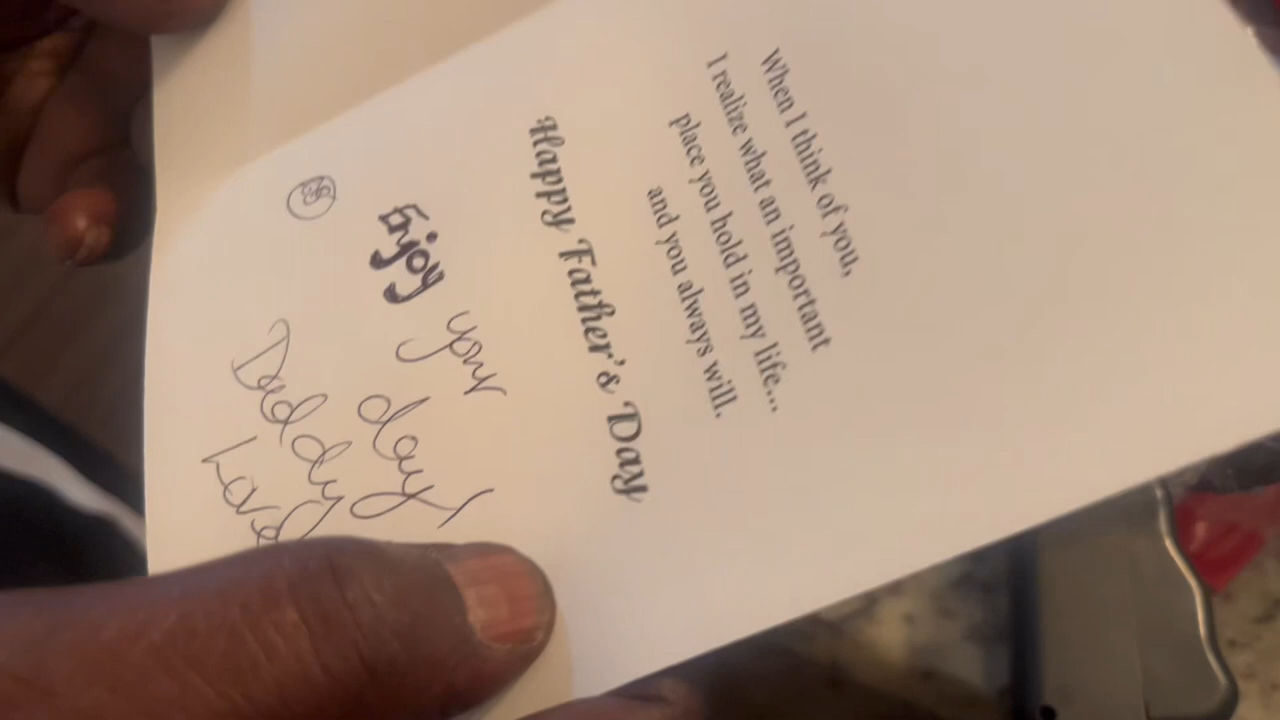 When I think of you,
I realize what an important
place you hold in my life...
and you always will.
Happy Father's Day
Enjoy your day!
Daddy
Love